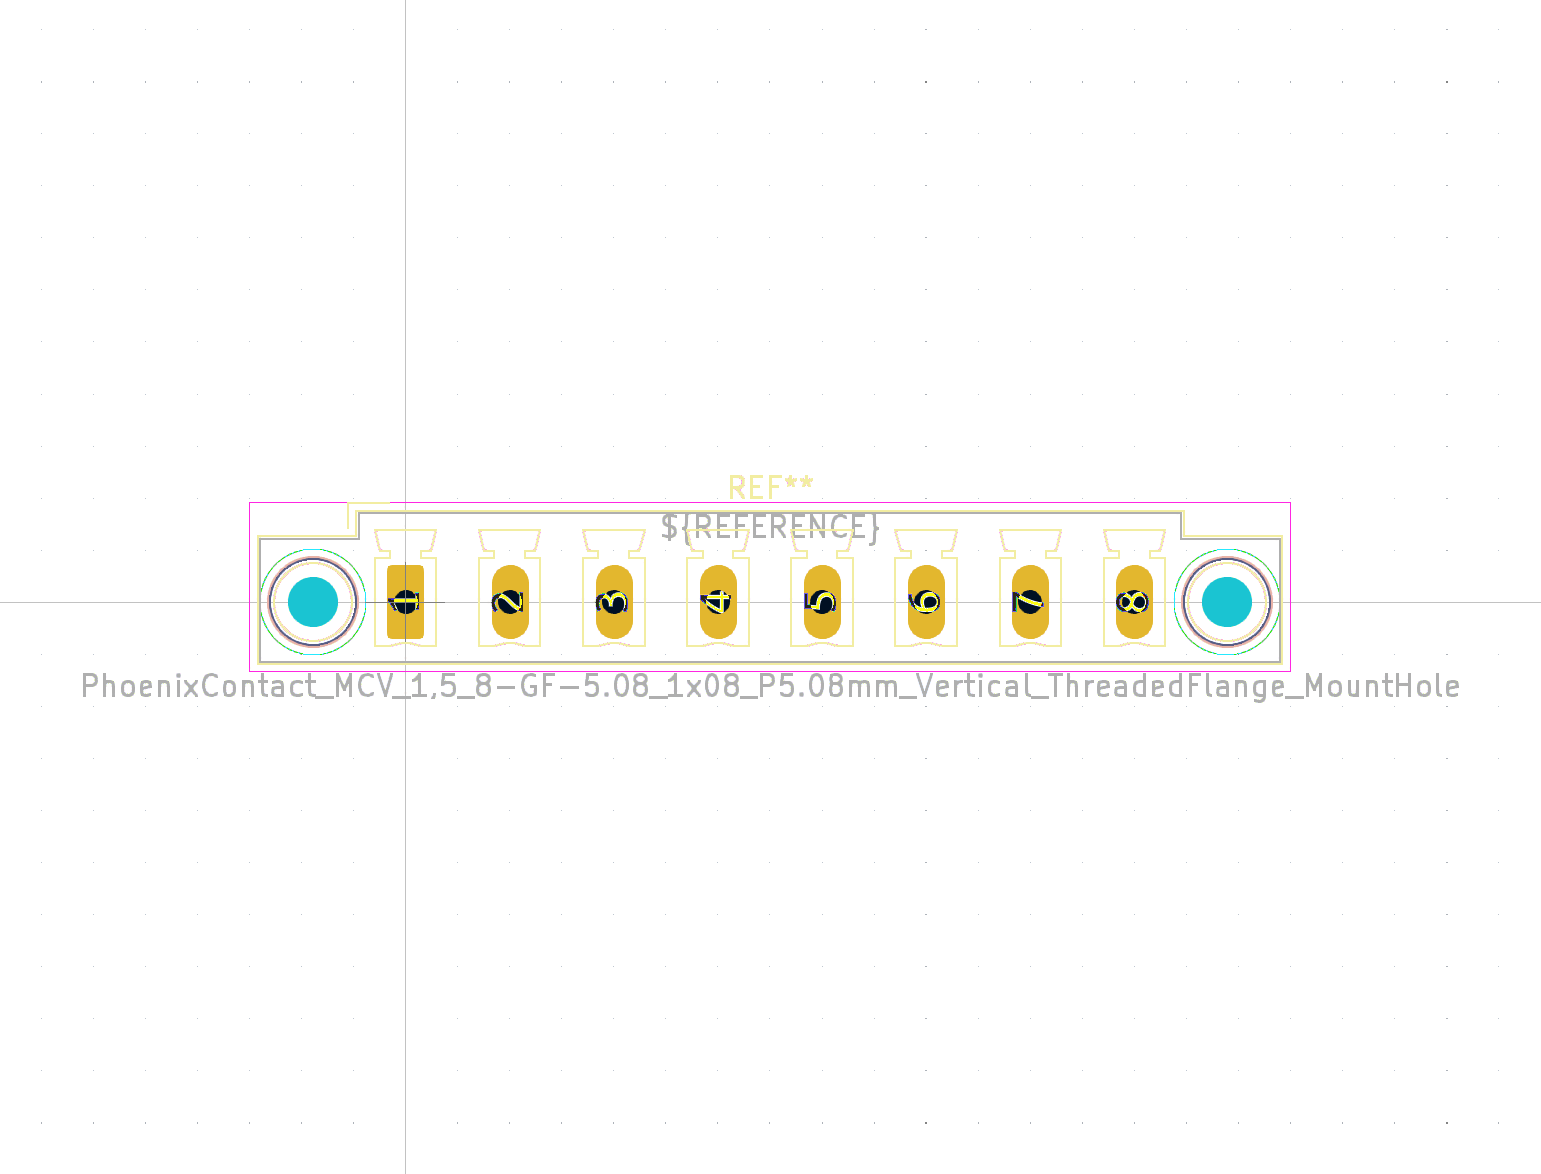 REF**
${REFERENCE}
1 2 3 4 5 6 7 8
PhoenixContact_MCV_1,5_8-GF-5.08_1x08_P5.08mm_Vertical_ThreadedFlange_MountHole